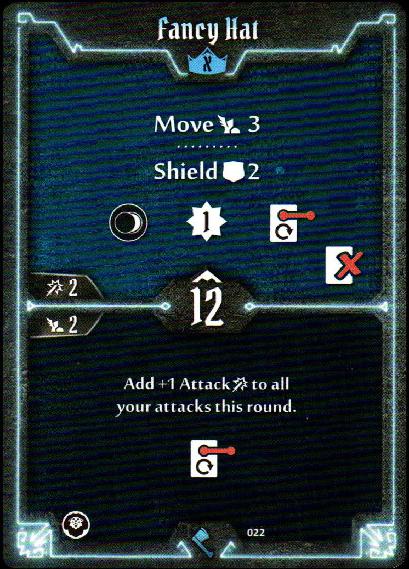 Fancy Hat
X
Move 3
Shield 2
1
2
12
2
Add +1 Attack to all
your attacks this round.
022